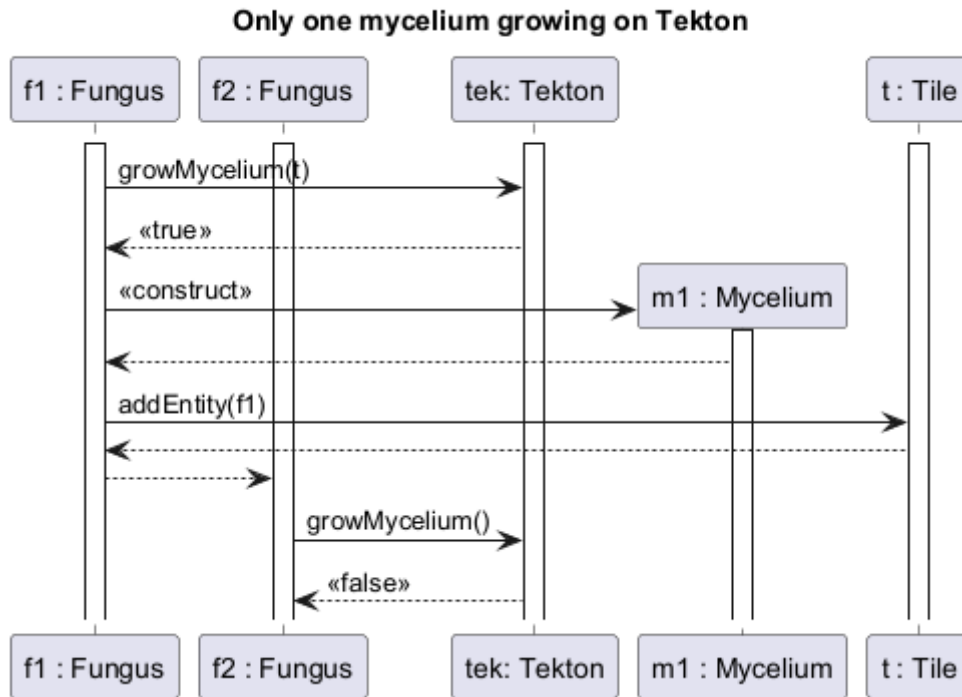 Only one mycelium growing on Tekton
f1 : Fungus
f2 : Fungus
tek: Tekton
t : Tile
growMycelium(t)
«true»
«construct»
m1 : Mycelium
addEntity(f1)
growMycelium()
«false»
f1 : Fungus
f2 : Fungus
tek: Tekton
m1 : Mycelium
t : Tile